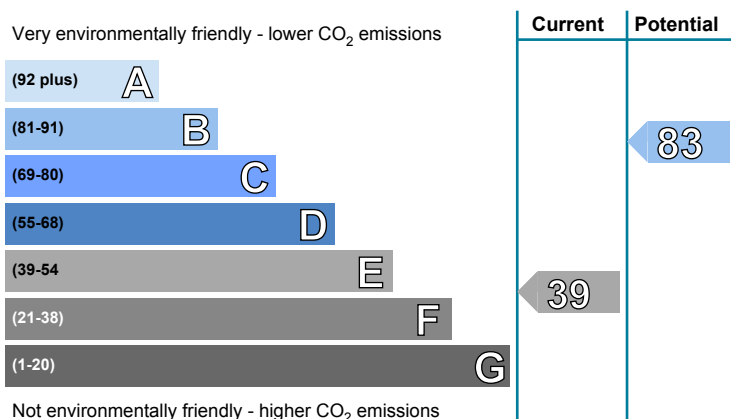 Very environmentally friendly - lower CO2 emissions
Current
Potential
(92 plus) A
(81-91) B
83
(69-80) C
(55-68) D
(39-54 E
39
(21-38) F
(1-20) G
Not environmentally friendly - higher CO2 emissions